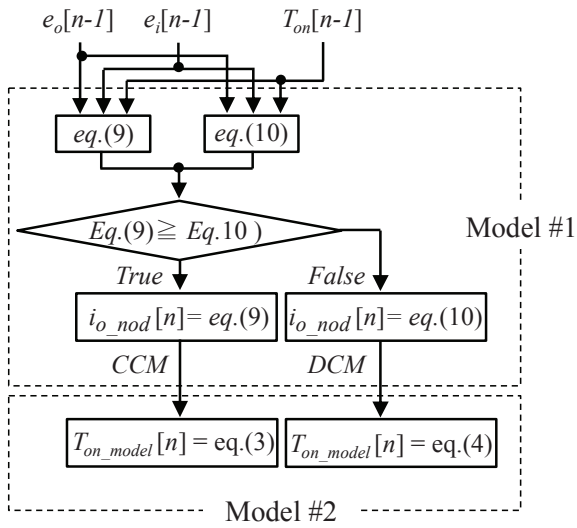 e_o[n-1] e_i[n-1] T_on[n-1]
eq.(9) eq.(10)
Eq.(9)≧ Eq.10 )
Model #1
True False
i_o_nod[n]= eq.(9) i_o_nod[n]= eq.(10)
CCM DCM
T_on_model[n] = eq.(3) T_on_model[n] = eq.(4)
Model #2